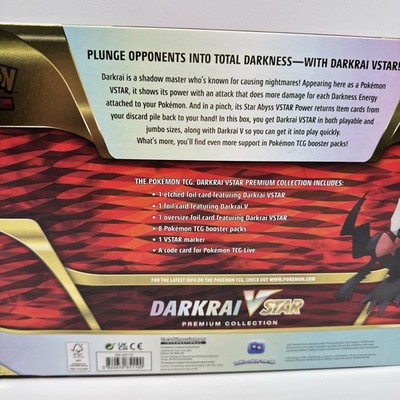 PLUNGE OPPONENTS INTO TOTAL DARKNESS—WITH DARKRAI VSTAR!
Darkrai is a shadow master who's known for causing nightmares! Appearing here as a Pokémon
VSTAR, it shows its power with an attack that does more damage for each Darkness Energy
attached to your Pokémon. And in a pinch, its Star Abyss VSTAR Power returns Item cards from
your discard pile back to your hand! In this box, you get Darkrai VSTAR in both playable and
jumbo sizes, along with Darkrai V so you can get it into play quickly.
What's more, you'll find even more support in Pokémon TCG booster packs!
THE POKÉMON TCG: DARKRAI VSTAR PREMIUM COLLECTION INCLUDES:
• 1 etched foil card featuring Darkrai VSTAR
• 1 foil card featuring Darkrai V
• 1 oversize foil card featuring Darkrai VSTAR
• 8 Pokémon TCG booster packs
• 1 VSTAR marker
• A code card for Pokémon TCG Live
FOR THE LATEST INFO ON THE POKÉMON TCG, CHECK OUT WWW.POKEMON.COM
DARKRAI VSTAR
PREMIUM COLLECTION